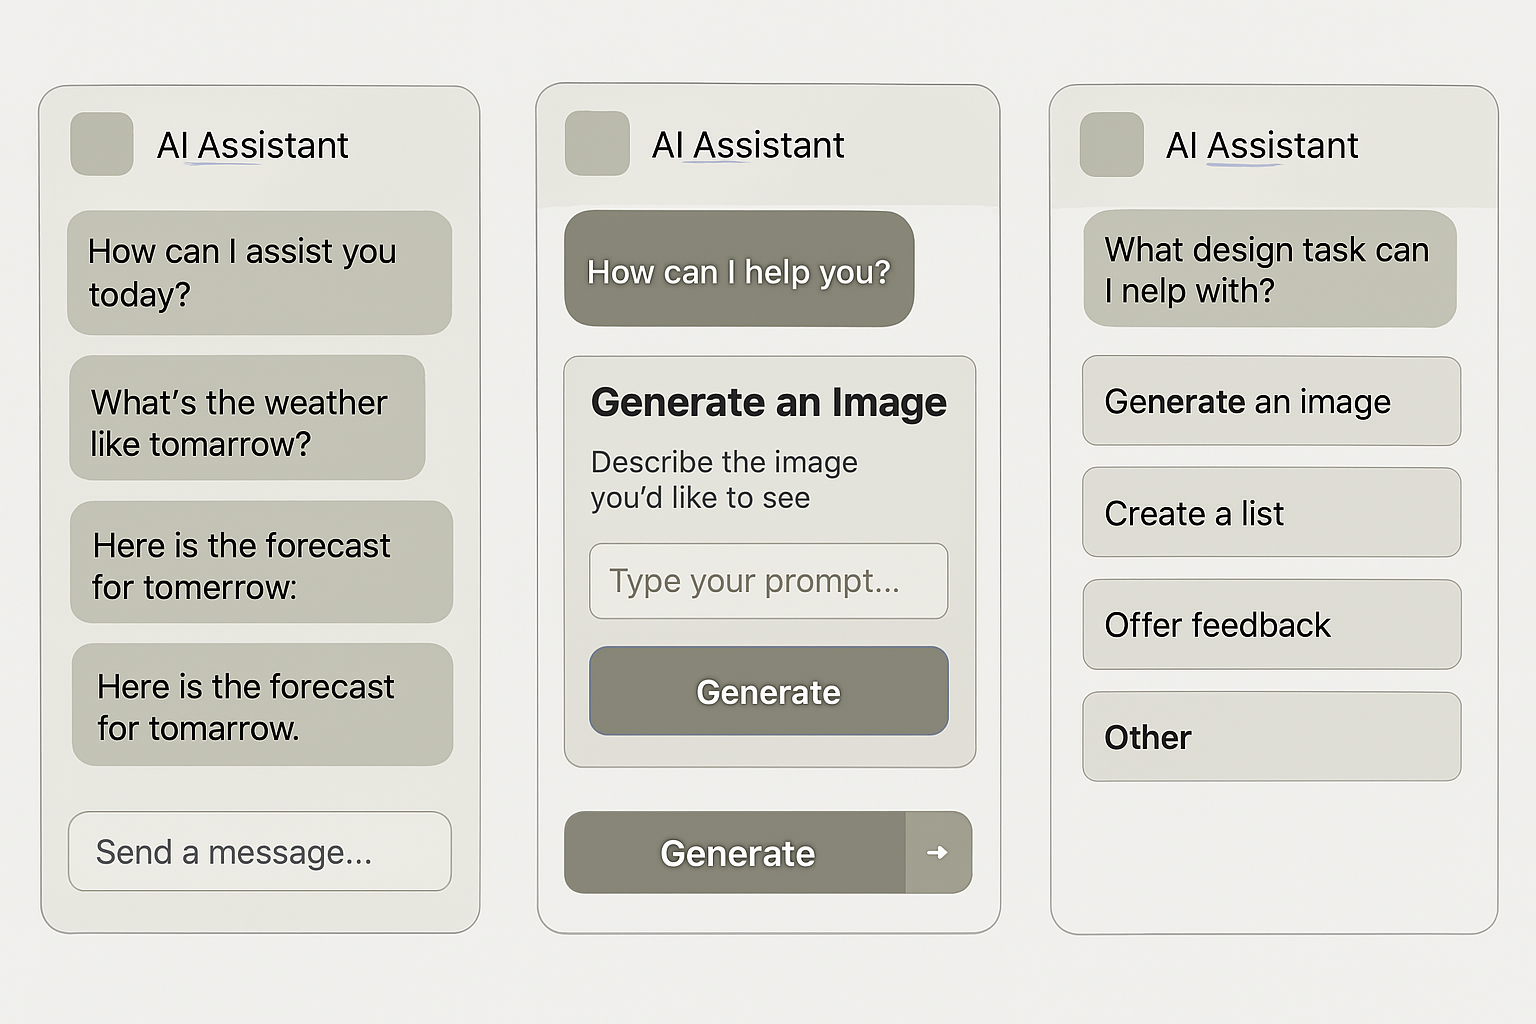 AI Assistant
How can I assist you
today?
What's the weather
like tomarrow?
Here is the forecast
for tomerrow:
Here is the forecast
for tomarrow.
Send a message...
AI Assistant
How can I help you?
Generate an Image
Describe the image
you'd like to see
Type your prompt...
Generate
Generate
AI Assistant
What design task can
I nelp with?
Generate an image
Create a list
Offer feedback
Other